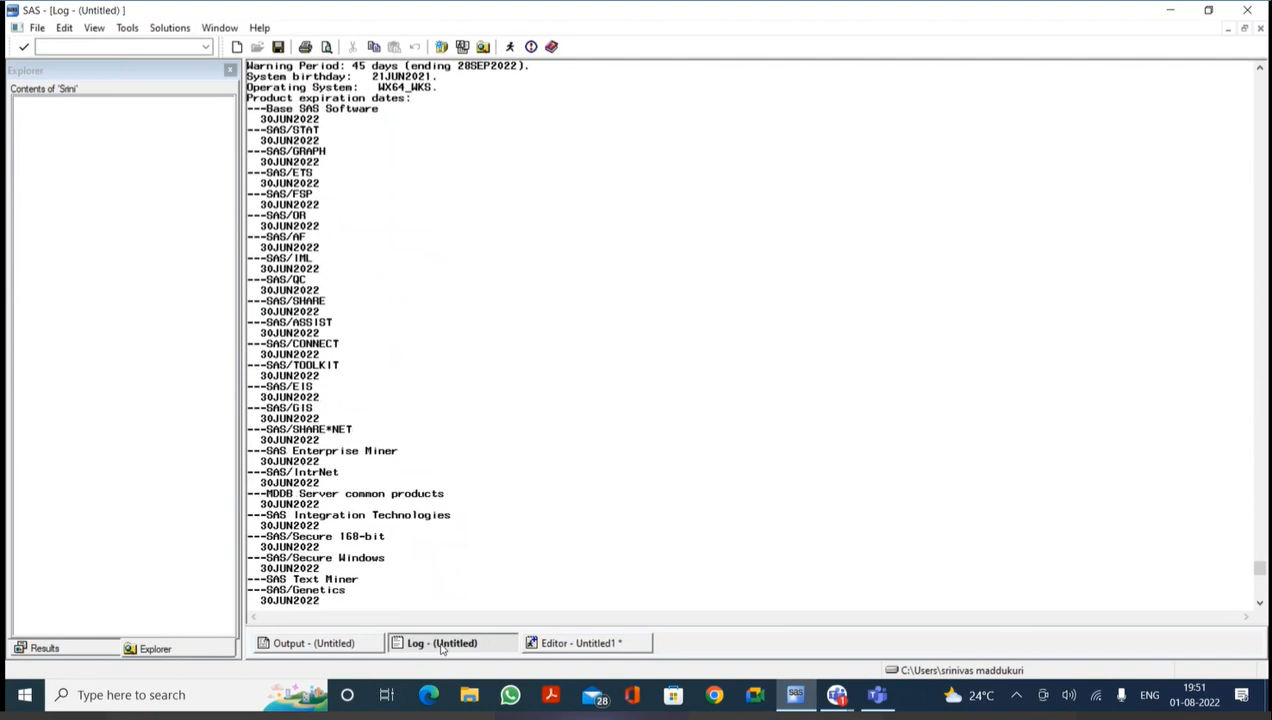 SAS - [Log - (Untitled) ]
File Edit View Tools Solutions Window Help
Explorer
Contents of 'Srini'
Warning Period: 45 days (ending 28SEP2022).
System birthday: 21JUN2021.
Operating System: WX64_WKS.
Product expiration dates:
---Base SAS Software
30JUN2022
---SAS/STAT
30JUN2022
---SAS/GRAPH
30JUN2022
---SAS/ETS
30JUN2022
---SAS/FSP
30JUN2022
---SAS/OR
30JUN2022
---SAS/AF
30JUN2022
---SAS/IML
30JUN2022
---SAS/QC
30JUN2022
---SAS/SHARE
30JUN2022
---SAS/ASSIST
30JUN2022
---SAS/CONNECT
30JUN2022
---SAS/TOOLKIT
30JUN2022
---SAS/EIS
30JUN2022
---SAS/GIS
30JUN2022
---SAS/SHARE*NET
30JUN2022
---SAS Enterprise Miner
30JUN2022
---SAS/IntrNet
30JUN2022
---MDDB Server common products
30JUN2022
---SAS Integration Technologies
30JUN2022
---SAS/Secure 168-bit
30JUN2022
---SAS/Secure Windows
30JUN2022
---SAS Text Miner
---SAS/Genetics
30JUN2022
Results Explorer
Output - (Untitled) Log - (Untitled) Editor - Untitled1 *
C:\Users\srinivas maddukuri
Type here to search
28
sas
1
24°C
ENG
19:51
01-08-2022